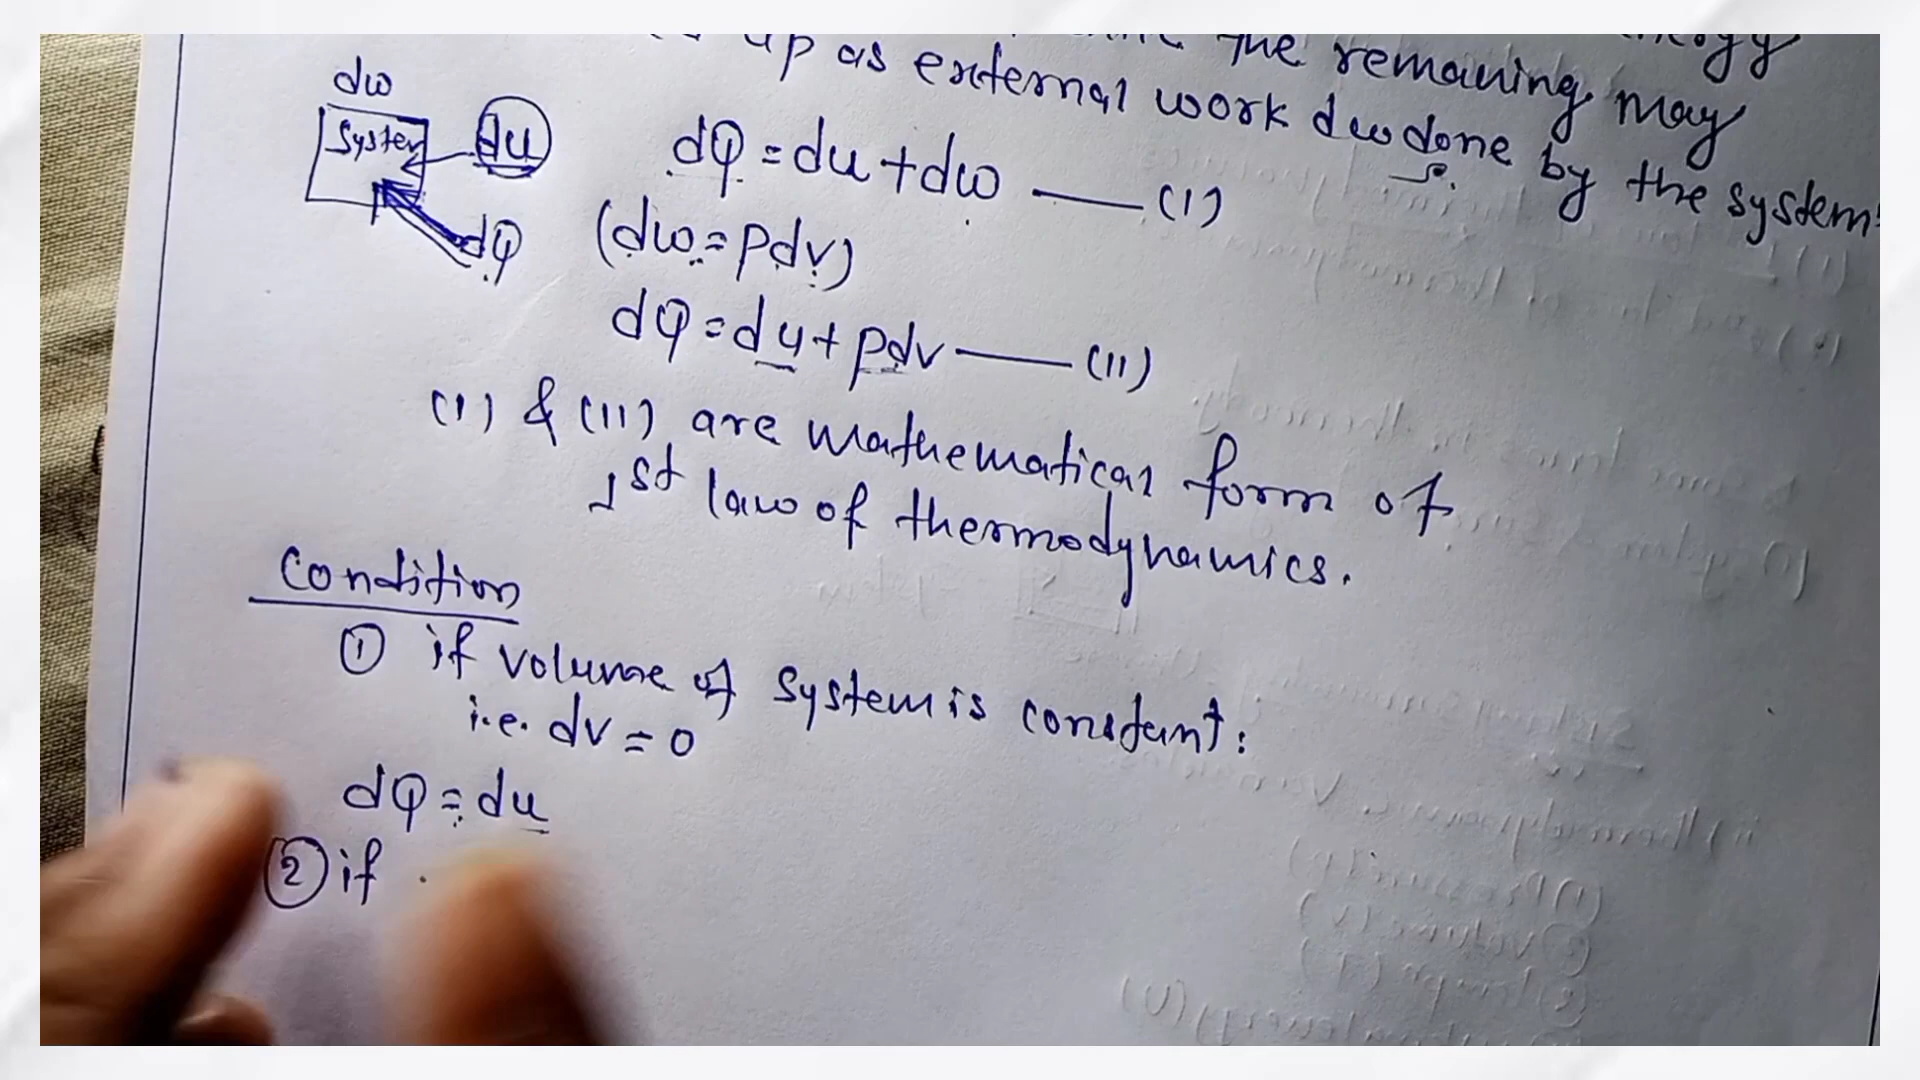 up as external work dw done by the system:
the remaining may
dw
System
du
dQ
dQ = du + dw — (I)
(dw = pdv)
dQ = du + pdv — (II)
(I) & (II) are mathematical form of
1st law of thermodynamics.
Condition
① if volume of system is constant:
i.e. dv = 0
dQ = du
② if